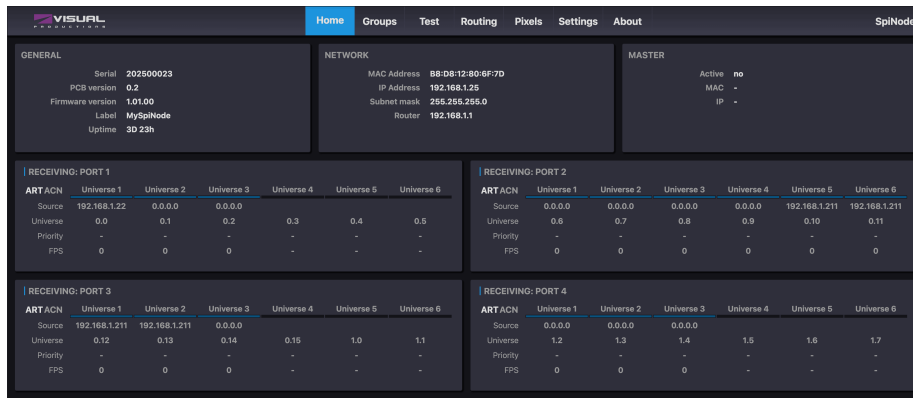 VISUAL
PRODUCTIONS
Home Groups Test Routing Pixels Settings About SpiNode
GENERAL
Serial 202500023
PCB version 0.2
Firmware version 1.01.00
Label MySpiNode
Uptime 3D 23h
NETWORK
MAC Address B8:D8:12:80:6F:7D
IP Address 192.168.1.25
Subnet mask 255.255.255.0
Router 192.168.1.1
MASTER
Active no
MAC -
IP -
RECEIVING: PORT 1
ART ACN Universe 1 Universe 2 Universe 3 Universe 4 Universe 5 Universe 6
Source 192.168.1.22 0.0.0.0 0.0.0.0
Universe 0.0 0.1 0.2 0.3 0.4 0.5
Priority - - - - - -
FPS 0 0 0 - - -
RECEIVING: PORT 2
ART ACN Universe 1 Universe 2 Universe 3 Universe 4 Universe 5 Universe 6
Source 0.0.0.0 0.0.0.0 0.0.0.0 0.0.0.0 192.168.1.211 192.168.1.211
Universe 0.6 0.7 0.8 0.9 0.10 0.11
Priority - - - - - -
FPS 0 0 0 0 0 0
RECEIVING: PORT 3
ART ACN Universe 1 Universe 2 Universe 3 Universe 4 Universe 5 Universe 6
Source 192.168.1.211 192.168.1.211 0.0.0.0
Universe 0.12 0.13 0.14 0.15 1.0 1.1
Priority - - - - - -
FPS 0 0 0 - - -
RECEIVING: PORT 4
ART ACN Universe 1 Universe 2 Universe 3 Universe 4 Universe 5 Universe 6
Source 0.0.0.0 0.0.0.0 0.0.0.0
Universe 1.2 1.3 1.4 1.5 1.6 1.7
Priority - - - - - -
FPS 0 0 0 - - -